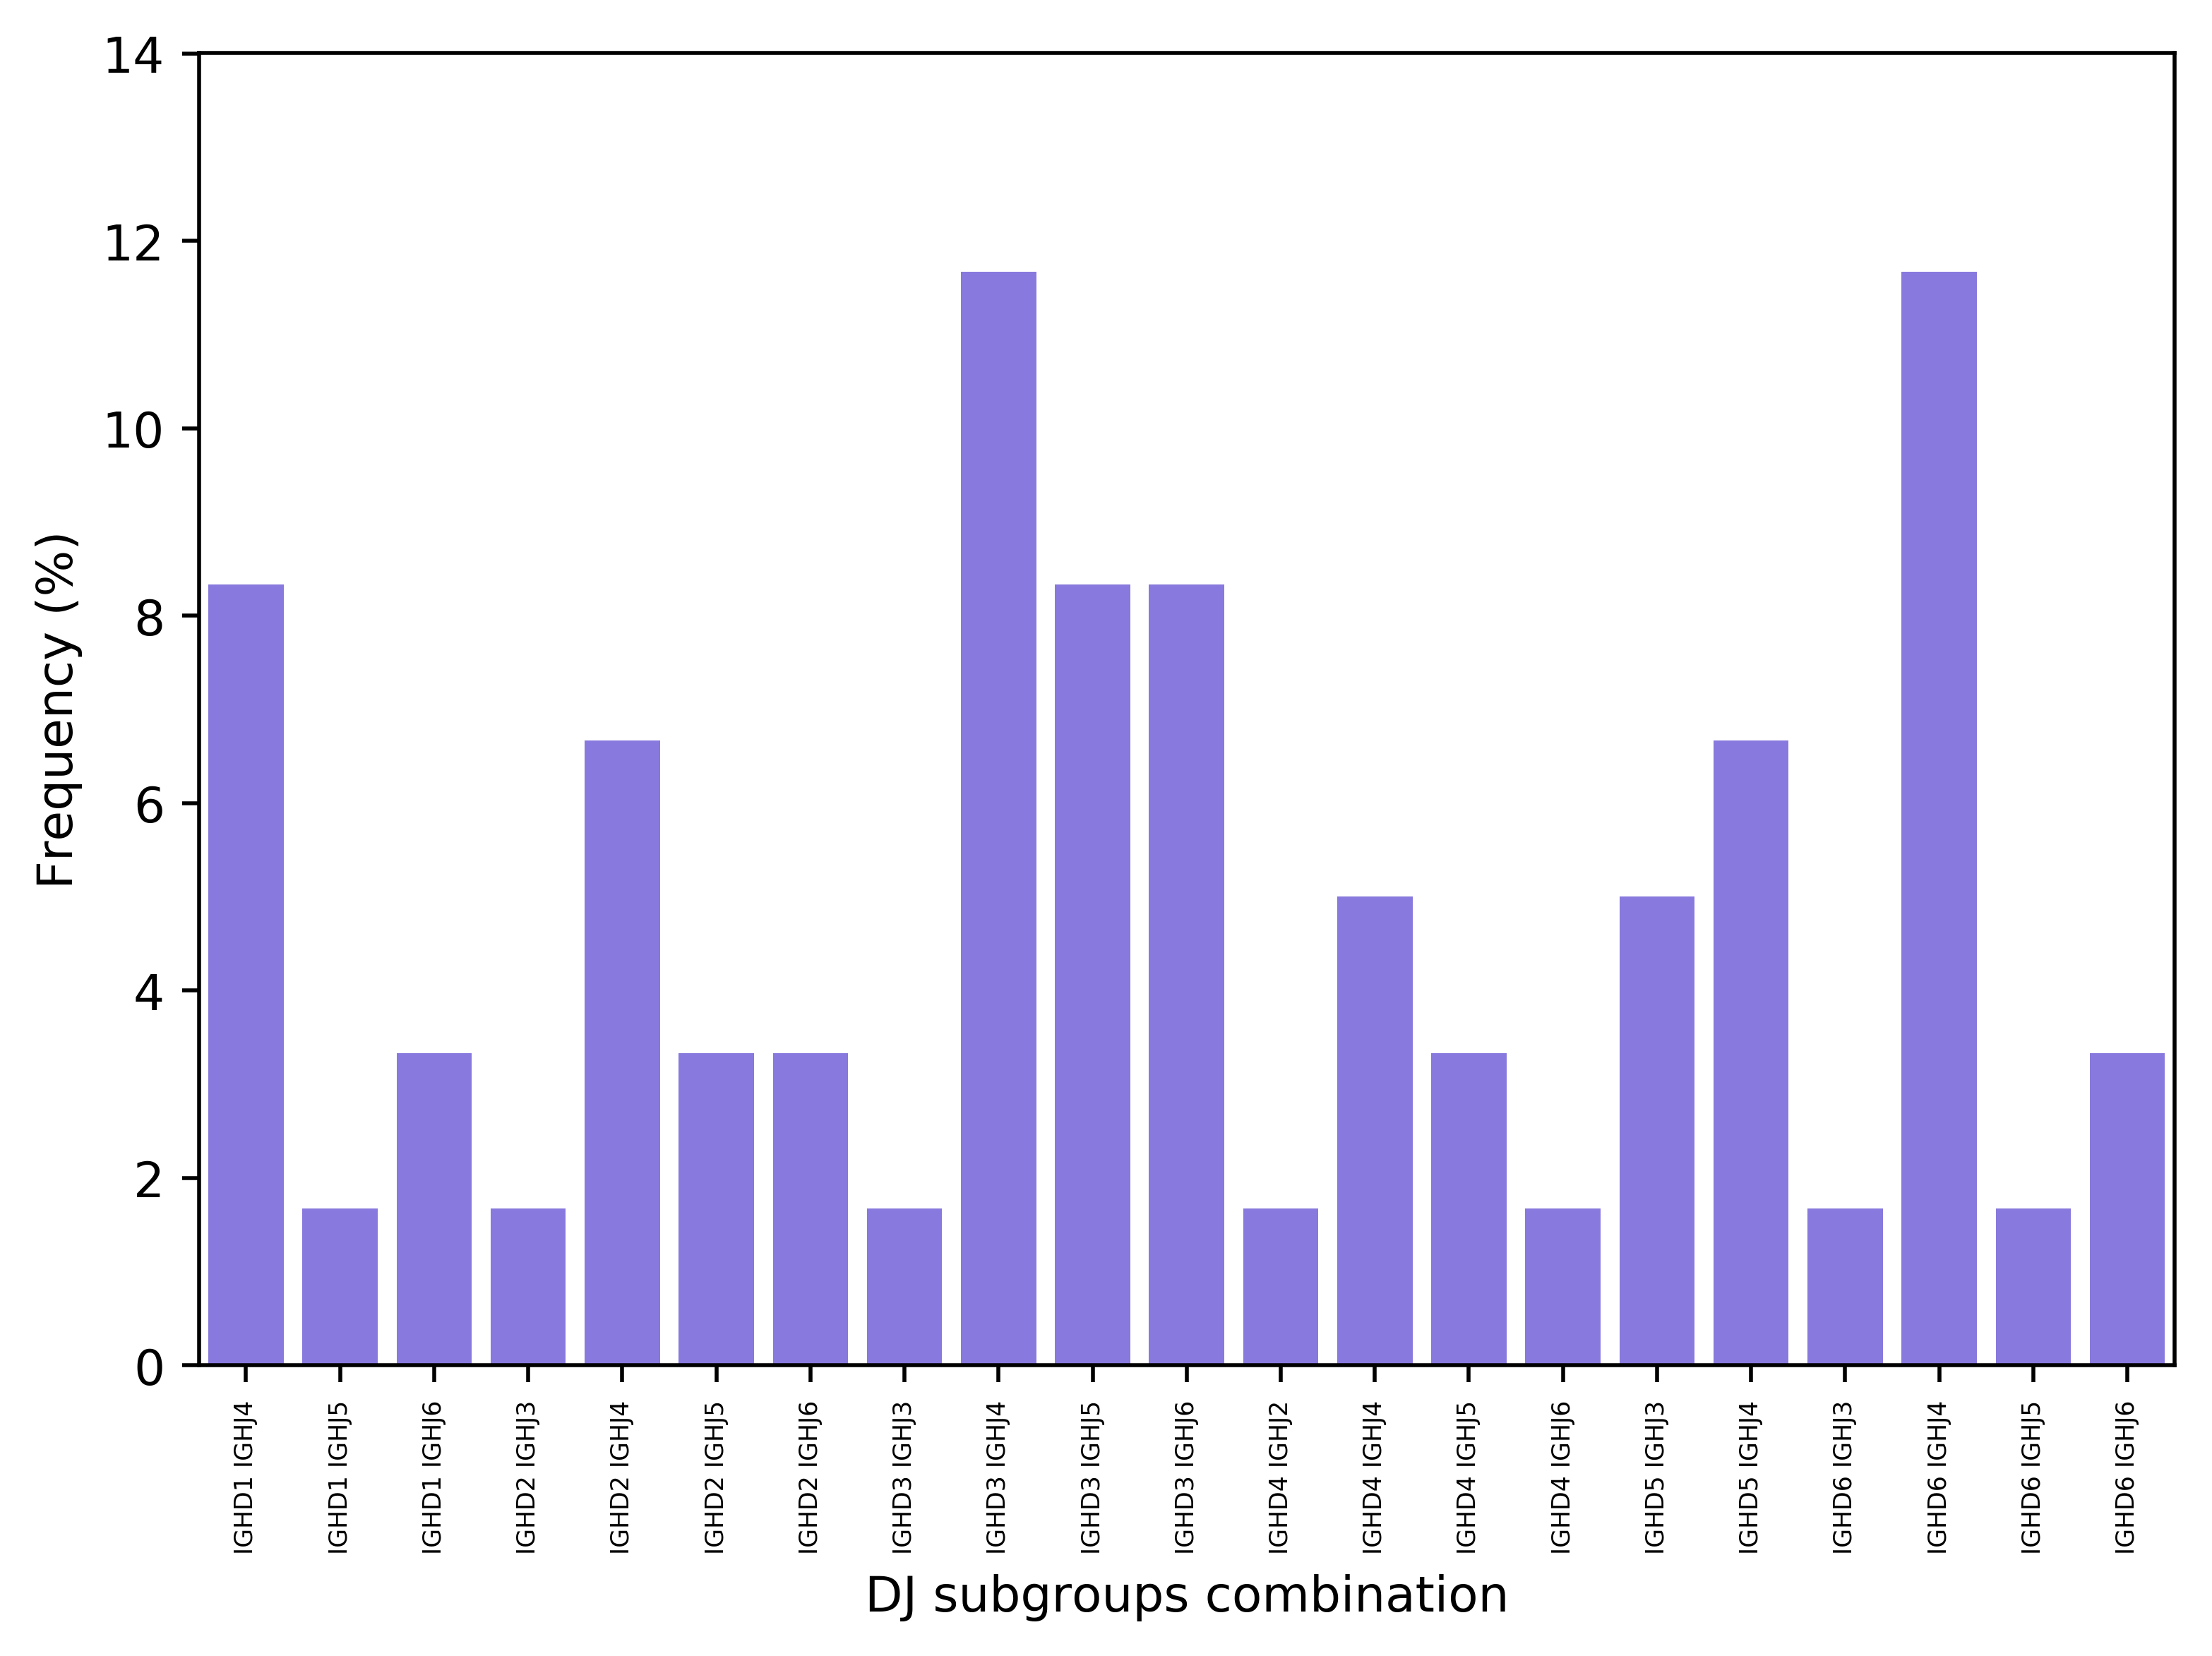 14
12
10
8
6
4
2
0
Frequency (%)
IGHD1 IGHJ4
IGHD1 IGHJ5
IGHD1 IGHJ6
IGHD2 IGHJ3
IGHD2 IGHJ4
IGHD2 IGHJ5
IGHD2 IGHJ6
IGHD3 IGHJ3
IGHD3 IGHJ4
IGHD3 IGHJ5
IGHD3 IGHJ6
IGHD4 IGHJ2
IGHD4 IGHJ4
IGHD4 IGHJ5
IGHD4 IGHJ6
IGHD5 IGHJ3
IGHD5 IGHJ4
IGHD6 IGHJ3
IGHD6 IGHJ4
IGHD6 IGHJ5
IGHD6 IGHJ6
DJ subgroups combination